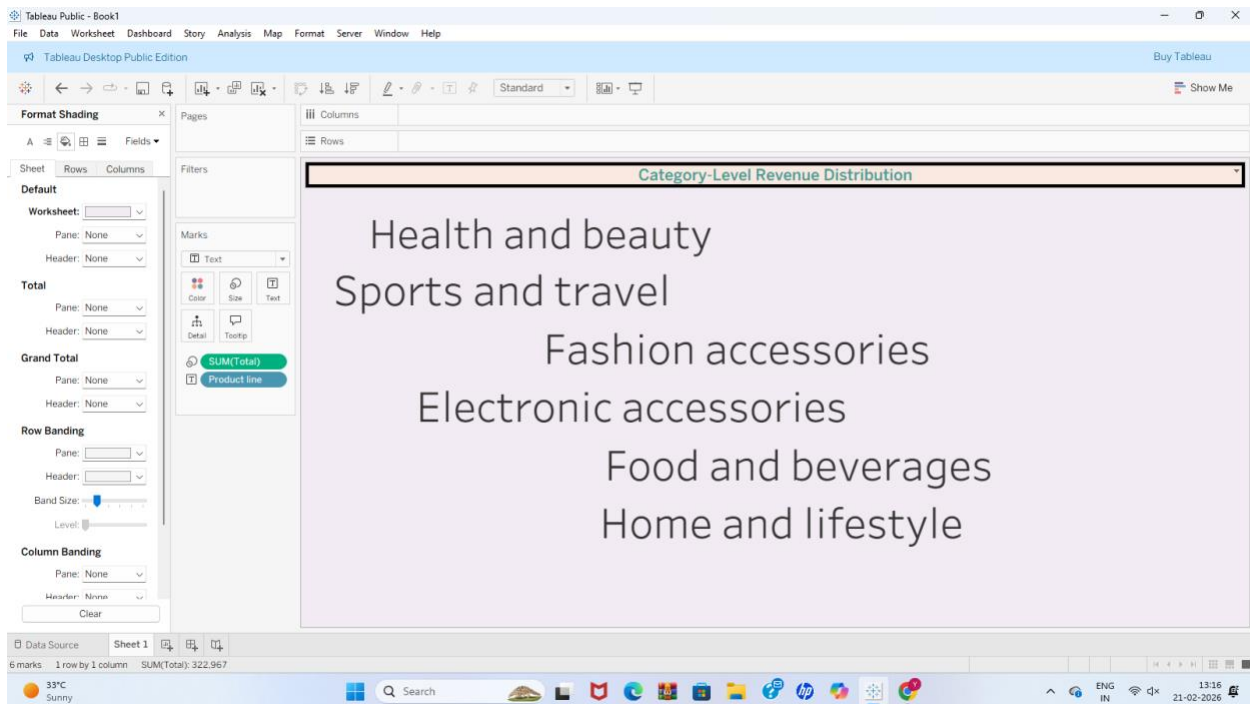 Tableau Public - Book1
File Data Worksheet Dashboard Story Analysis Map Format Server Window Help
Tableau Desktop Public Edition
Buy Tableau
Standard
Show Me
Format Shading
Fields
Sheet Rows Columns
Default
Worksheet:
Pane: None
Header: None
Total
Pane: None
Header: None
Grand Total
Pane: None
Header: None
Row Banding
Pane:
Header:
Band Size:
Level:
Column Banding
Pane: None
Header: None
Clear
Pages
Filters
Marks
Text
Color Size Text
Detail Tooltip
SUM(Total)
Product line
Columns
Rows
Category-Level Revenue Distribution
Health and beauty
Sports and travel
Fashion accessories
Electronic accessories
Food and beverages
Home and lifestyle
Data Source Sheet 1
6 marks 1 row by 1 column SUM(Total): 322,967
33°C
Sunny
Search
ENG
IN
13:16
21-02-2026